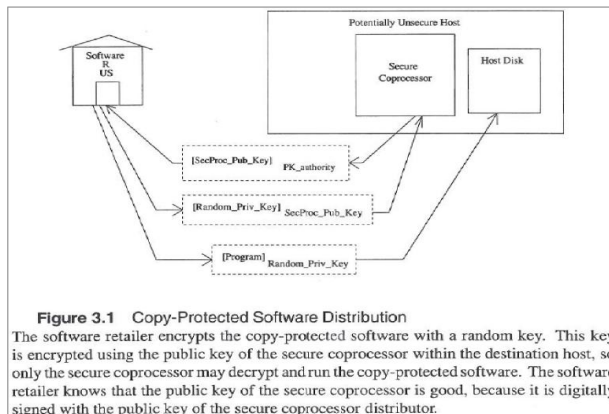 Potentially Unsecure Host
Software
R
US
Secure
Coprocessor
Host Disk
[SecProc_Pub_Key] PK_authority
[Random_Priv_Key] SecProc_Pub_Key
[Program] Random_Priv_Key
Figure 3.1 Copy-Protected Software Distribution
The software retailer encrypts the copy-protected software with a random key. This key
is encrypted using the public key of the secure coprocessor within the destination host, so
only the secure coprocessor may decrypt and run the copy-protected software. The software
retailer knows that the public key of the secure coprocessor is good, because it is digitally
signed with the public key of the secure coprocessor distributor.